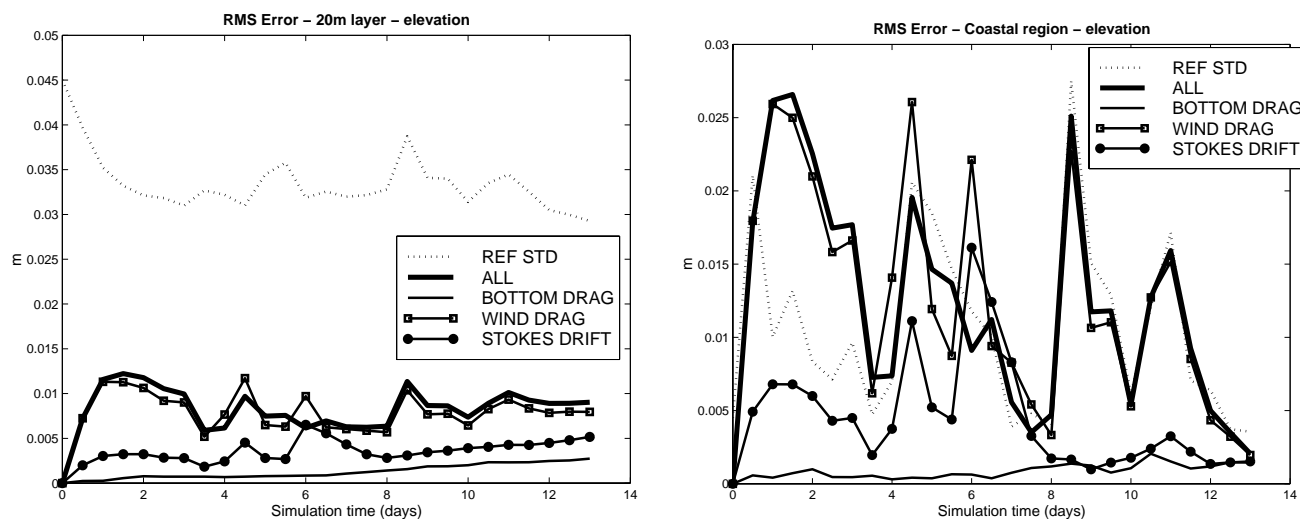 RMS Error – 20m layer – elevation
0.05
0.045
0.04
0.035
0.03
0.025
0.02
0.015
0.01
0.005
0
m
REF STD
ALL
BOTTOM DRAG
WIND DRAG
STOKES DRIFT
0 2 4 6 8 10 12 14
Simulation time (days)
RMS Error – Coastal region – elevation
0.03
0.025
0.02
0.015
0.01
0.005
0
m
REF STD
ALL
BOTTOM DRAG
WIND DRAG
STOKES DRIFT
0 2 4 6 8 10 12 14
Simulation time (days)